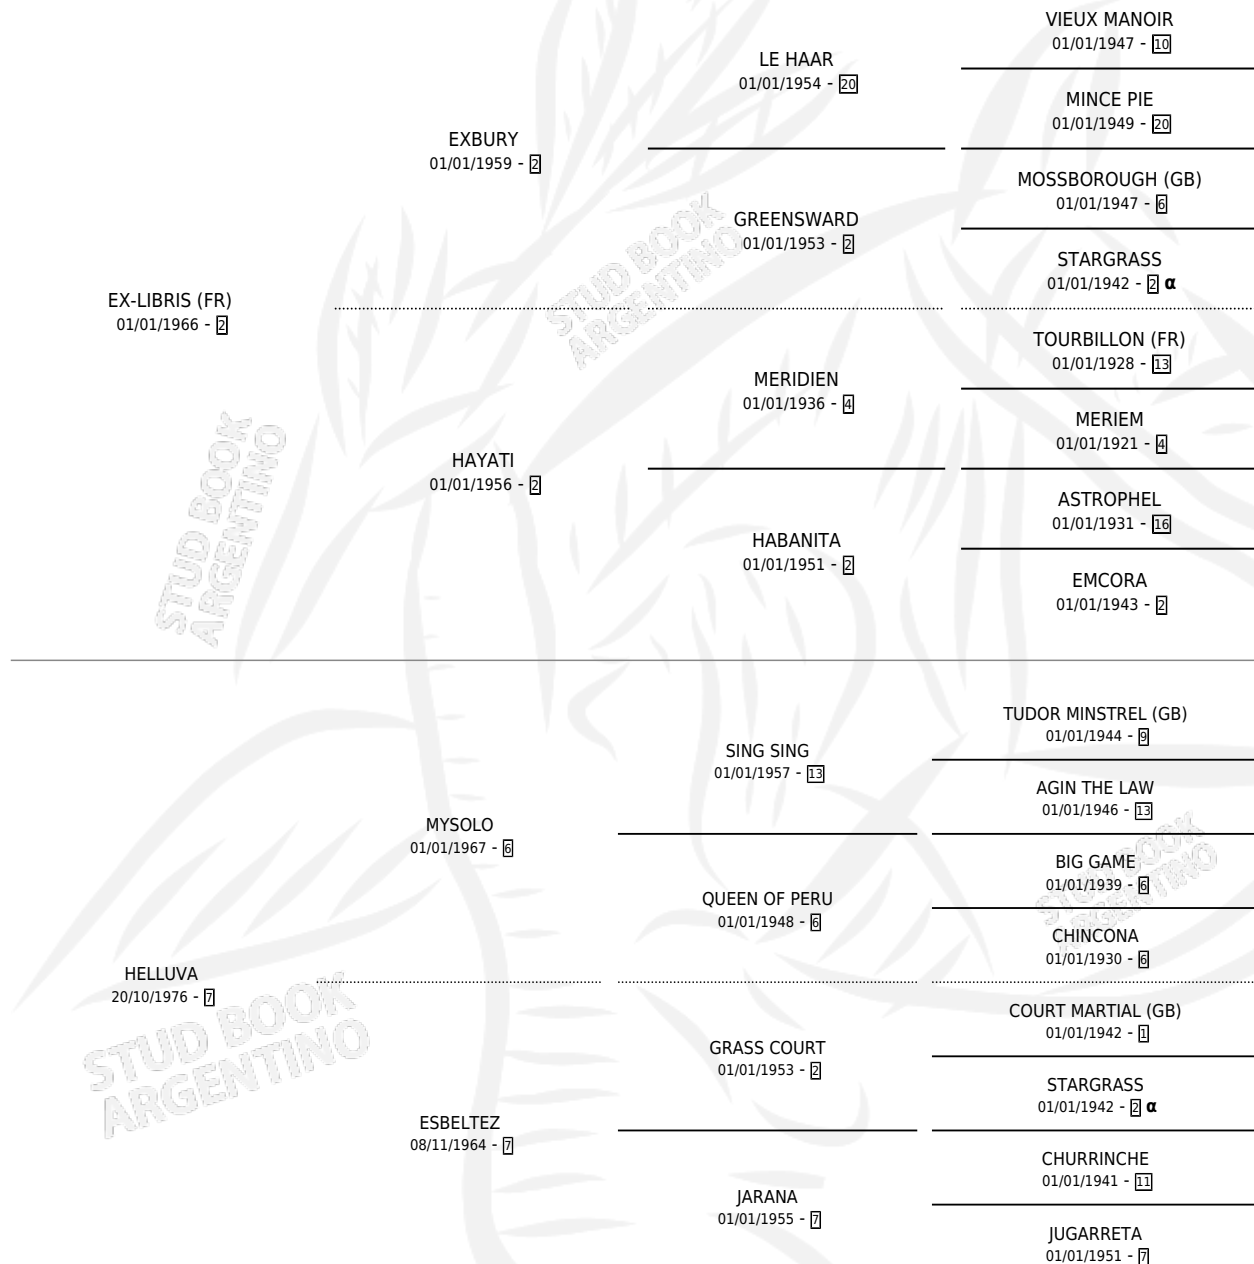 VIEUX MANOIR
01/01/1947 - 10
LE HAAR
01/01/1954 - 20
MINCE PIE
01/01/1949 - 20
EXBURY
01/01/1959 - 2
MOSSBOROUGH (GB)
01/01/1947 - 6
GREENSWARD
01/01/1953 - 2
STARGRASS
01/01/1942 - 2 α
EX-LIBRIS (FR)
01/01/1966 - 2
TOURBILLON (FR)
01/01/1928 - 13
MERIDIEN
01/01/1936 - 4
MERIEM
01/01/1921 - 4
HAYATI
01/01/1956 - 2
ASTROPHEL
01/01/1931 - 16
HABANITA
01/01/1951 - 2
EMCORA
01/01/1943 - 2
TUDOR MINSTREL (GB)
01/01/1944 - 9
SING SING
01/01/1957 - 13
AGIN THE LAW
01/01/1946 - 13
MYSOLO
01/01/1967 - 6
BIG GAME
01/01/1939 - 6
QUEEN OF PERU
01/01/1948 - 6
CHINCONA
01/01/1930 - 6
HELLUVA
20/10/1976 - 7
COURT MARTIAL (GB)
01/01/1942 - 1
GRASS COURT
01/01/1953 - 2
STARGRASS
01/01/1942 - 2 α
ESBELTEZ
08/11/1964 - 7
CHURRINCHE
01/01/1941 - 11
JARANA
01/01/1955 - 7
JUGARRETA
01/01/1951 - 7
STUD BOOK
ARGENTINO
STUD BOOK
ARGENTINO
STUD BOOK
ARGENTINO
STUD BOOK
ARGENTINO